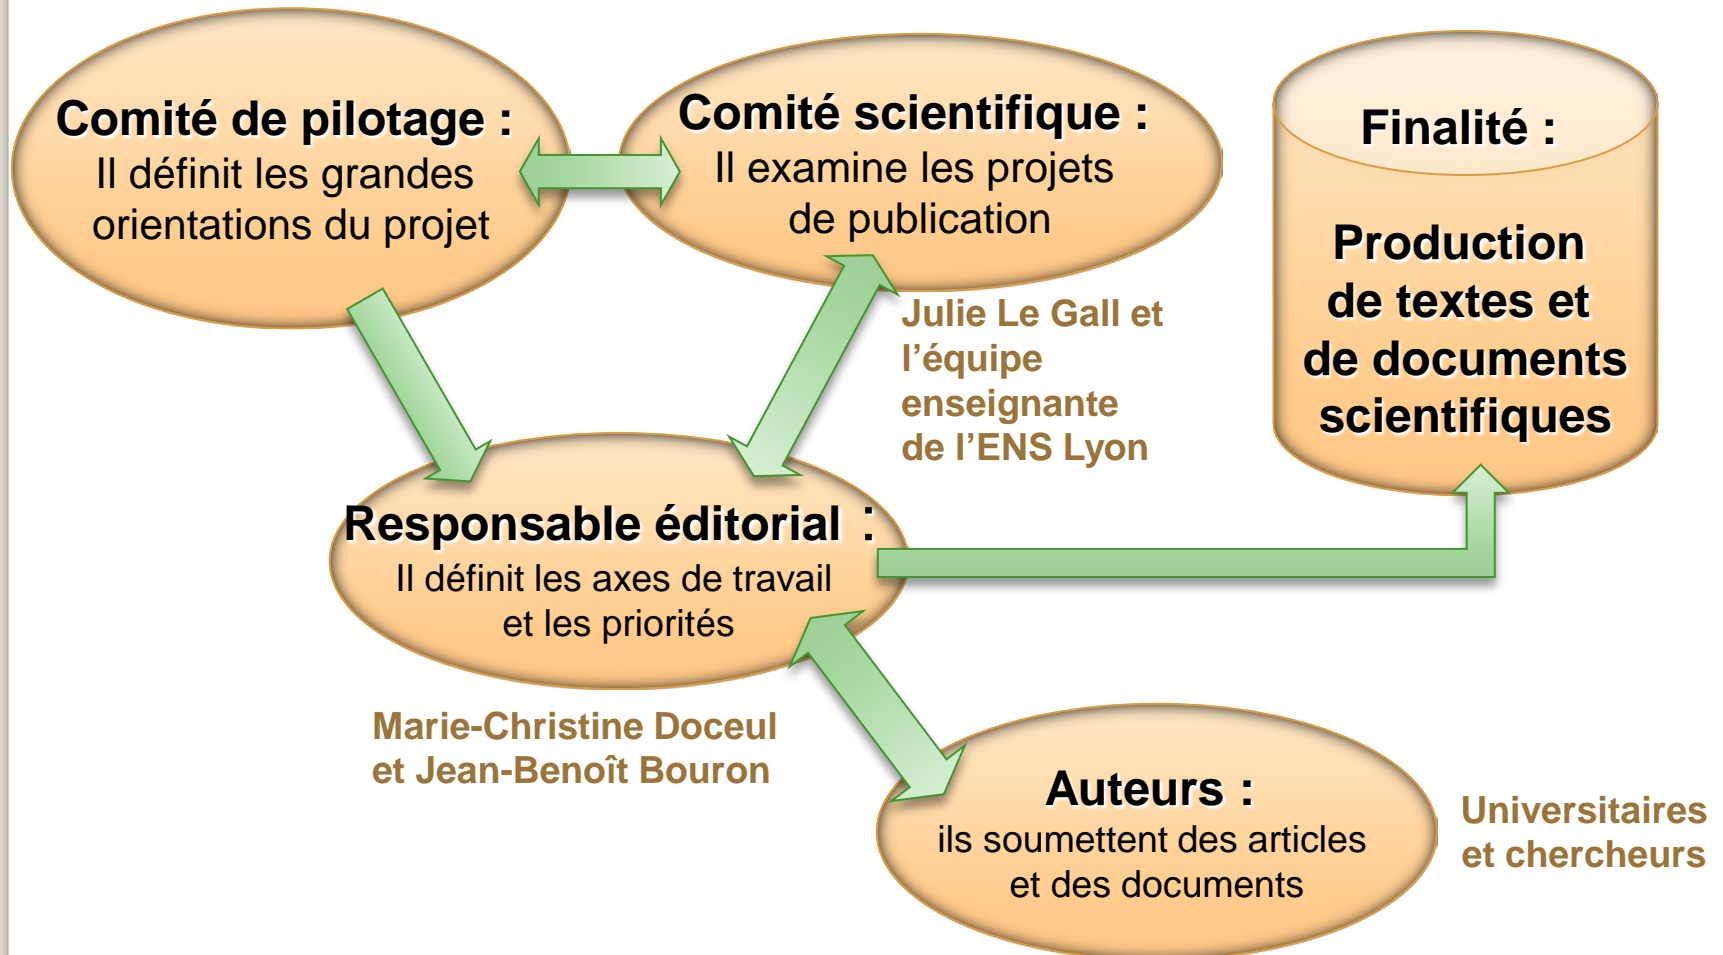 Comité de pilotage :
Il définit les grandes
orientations du projet
Comité scientifique :
Il examine les projets
de publication
Finalité :
Production
de textes et
de documents
scientifiques
Julie Le Gall et
l’équipe
enseignante
de l’ENS Lyon
Responsable éditorial :
Il définit les axes de travail
et les priorités
Marie-Christine Doceul
et Jean-Benoît Bouron
Auteurs :
ils soumettent des articles
et des documents
Universitaires
et chercheurs